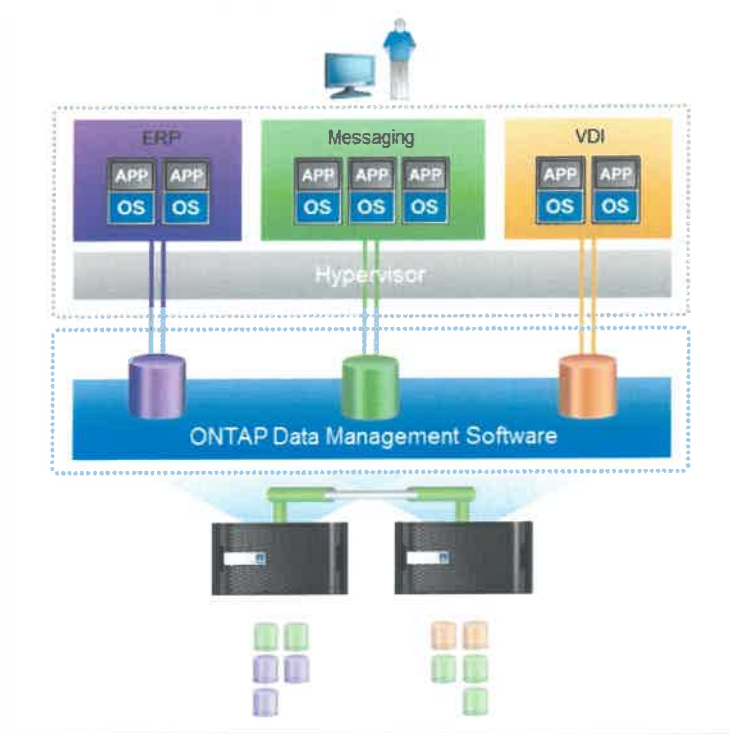 ERP Messaging VDI
APP APP APP APP APP APP APP
OS OS OS OS OS OS OS
Hypervisor
ONTAP Data Management Software